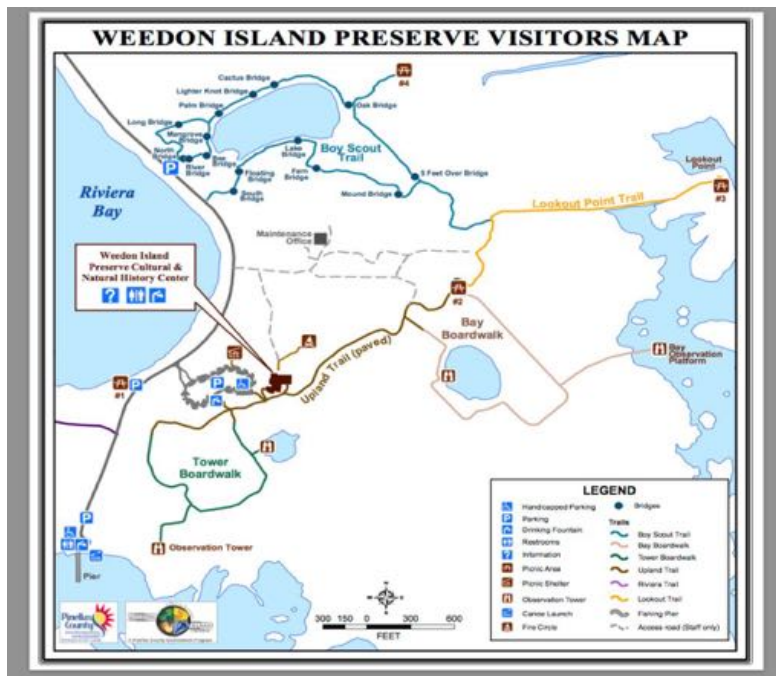 WEEDON ISLAND PRESERVE VISITORS MAP
Cactus Bridge
#4
Lighter Knot Bridge
Palm Bridge
Oak Bridge
Long Bridge
Mangrove
Bridge
Boy Scout
Trail
Lake
Bridge
North
Bridge
River
Bridge
Floating
Bridge
Fern
Bridge
5 Feet Over Bridge
South
Bridge
Mound Bridge
Lookout
Point
Lookout Point Trail
#3
Riviera
Bay
Maintenance
Office
Weedon Island
Preserve Cultural &
Natural History Center
#2
Bay
Boardwalk
Bay
Observation
Platform
Upland Trail (paved)
#1
Tower
Boardwalk
Observation Tower
Pier
LEGEND
Handicapped Parking
Parking
Drinking Fountain
Restrooms
Information
Picnic Area
Picnic Shelter
Observation Tower
Canoe Launch
Fire Circle
Bridges
Trails
Boy Scout Trail
Bay Boardwalk
Tower Boardwalk
Upland Trail
Riviera Trail
Lookout Trail
Fishing Pier
Access road (Staff only)
Pinellas
County
300 150 0 300 600
FEET